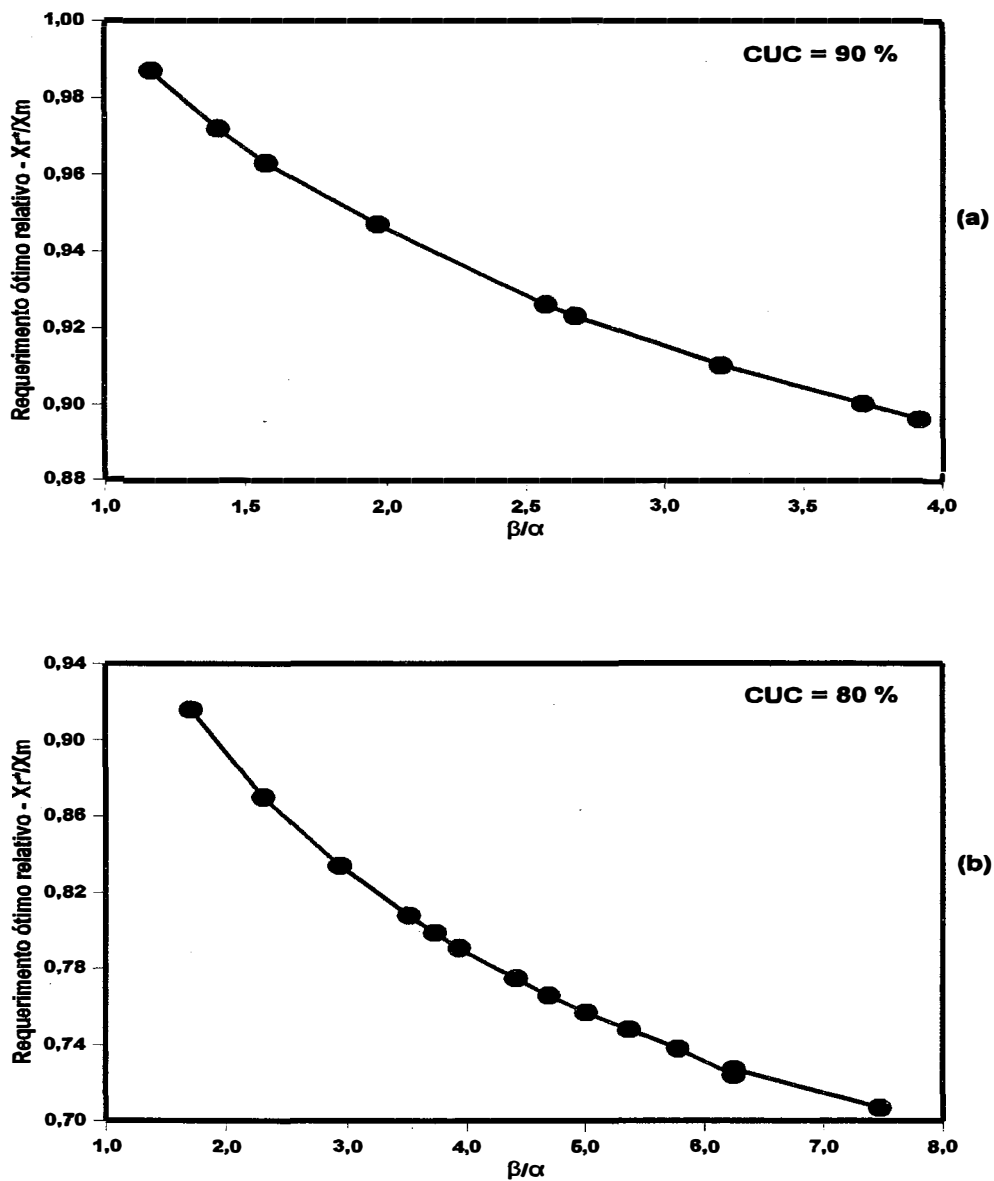 1,00
0,98
0,96
0,94
0,92
0,90
0,88
Requerimento ótimo relativo - Xr*/Xm
CUC = 90 %
(a)
1,0 1,5 2,0 2,5 3,0 3,5 4,0
β/α
0,94
0,90
0,86
0,82
0,78
0,74
0,70
Requerimento ótimo relativo - Xr*/Xm
CUC = 80 %
(b)
1,0 2,0 3,0 4,0 5,0 6,0 7,0 8,0
β/α